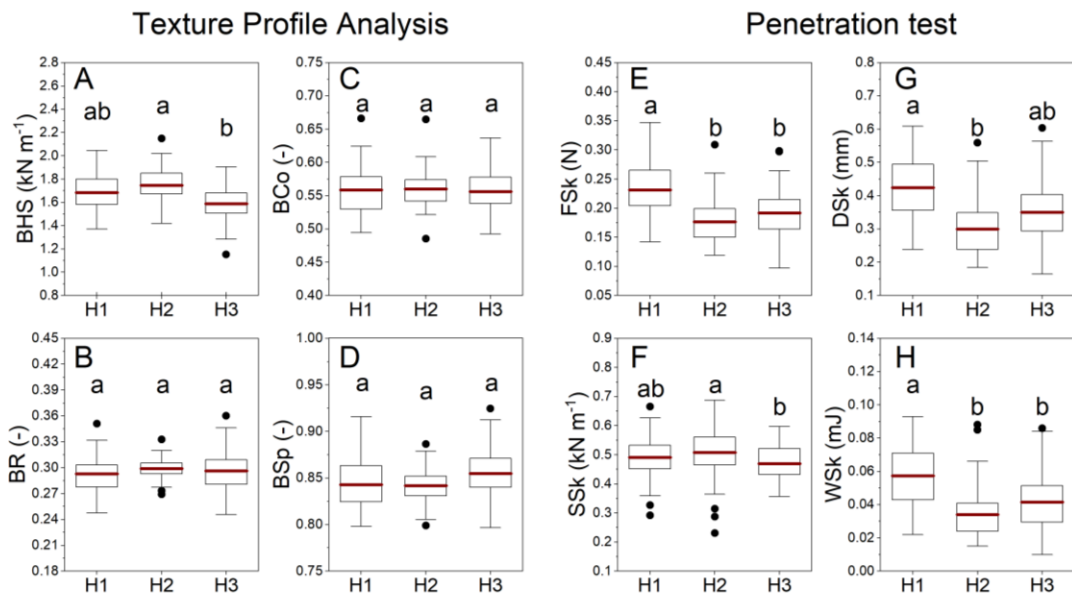 Texture Profile Analysis
Penetration test
A
BHS (kN m⁻¹)
2.8
2.6
2.4
2.2
2.0
1.8
1.6
1.4
1.2
1.0
0.8
ab
a
b
H1
H2
H3
C
BCo (-)
0.75
0.70
0.65
0.60
0.55
0.50
0.45
0.40
a
a
a
H1
H2
H3
E
FSk (N)
0.45
0.40
0.35
0.30
0.25
0.20
0.15
0.10
0.05
a
b
b
H1
H2
H3
G
DSk (mm)
0.8
0.7
0.6
0.5
0.4
0.3
0.2
0.1
a
b
ab
H1
H2
H3
B
BR (-)
0.45
0.42
0.39
0.36
0.33
0.30
0.27
0.24
0.21
0.18
a
a
a
H1
H2
H3
D
BSp (-)
1.00
0.95
0.90
0.85
0.80
0.75
a
a
a
H1
H2
H3
F
SSk (kN m⁻¹)
0.9
0.8
0.7
0.6
0.5
0.4
0.3
0.2
0.1
ab
a
b
H1
H2
H3
H
WSk (mJ)
0.12
0.10
0.08
0.06
0.04
0.02
0.00
a
b
b
H1
H2
H3